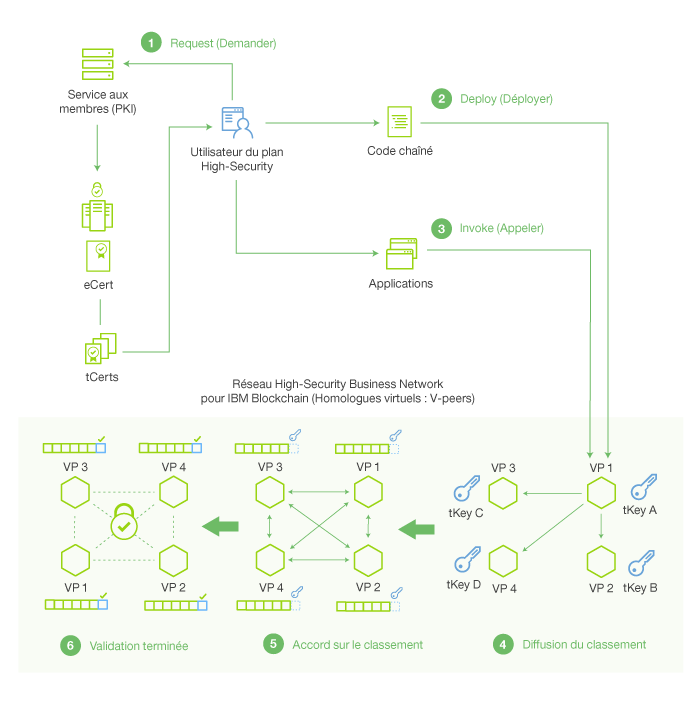 1 Request (Demander)
Service aux
membres (PKI)
2 Deploy (Déployer)
Utilisateur du plan
High-Security
Code chaîné
3 Invoke (Appeler)
eCert
Applications
tCerts
Réseau High-Security Business Network
pour IBM Blockchain (Homologues virtuels : V-peers)
VP 3
VP 4
VP 1
VP 2
6 Validation terminée
VP 3
VP 1
VP 4
VP 2
5 Accord sur le classement
VP 3
VP 1
tKey C
tKey A
tKey D
VP 4
VP 2
tKey B
4 Diffusion du classement